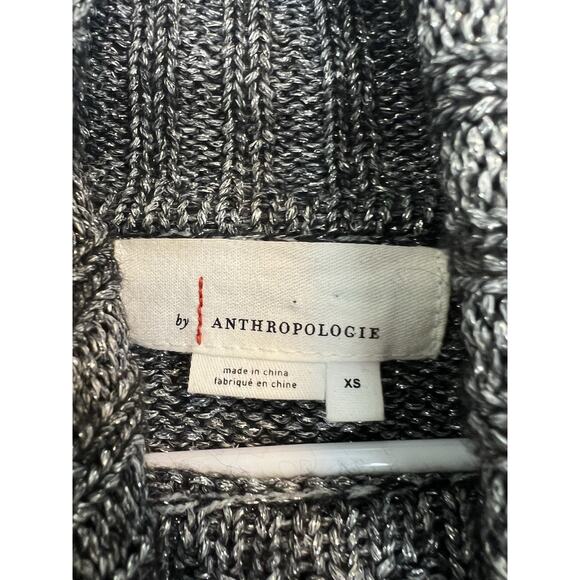 by ANTHROPOLOGIE
made in china
fabriqué en chine
XS